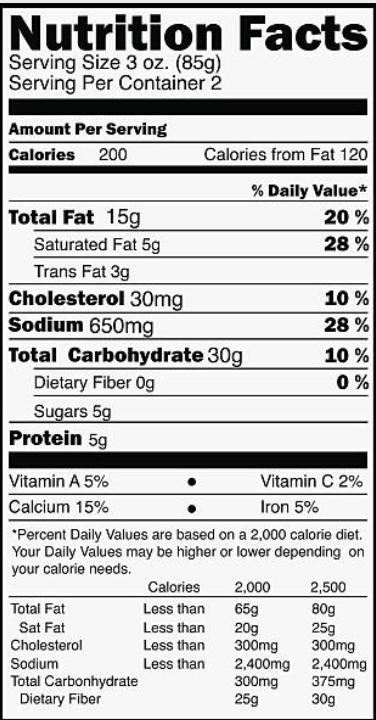 Nutrition Facts
Serving Size 3 oz. (85g)
Serving Per Container 2
Amount Per Serving
Calories 200 Calories from Fat 120
% Daily Value*
Total Fat 15g 20 %
Saturated Fat 5g 28 %
Trans Fat 3g
Cholesterol 30mg 10 %
Sodium 650mg 28 %
Total Carbohydrate 30g 10 %
Dietary Fiber 0g 0 %
Sugars 5g
Protein 5g
Vitamin A 5% • Vitamin C 2%
Calcium 15% • Iron 5%
*Percent Daily Values are based on a 2,000 calorie diet.
Your Daily Values may be higher or lower depending on
your calorie needs.
Calories 2,000 2,500
Total Fat Less than 65g 80g
Sat Fat Less than 20g 25g
Cholesterol Less than 300mg 300mg
Sodium Less than 2,400mg 2,400mg
Total Carbonhydrate 300mg 375mg
Dietary Fiber 25g 30g